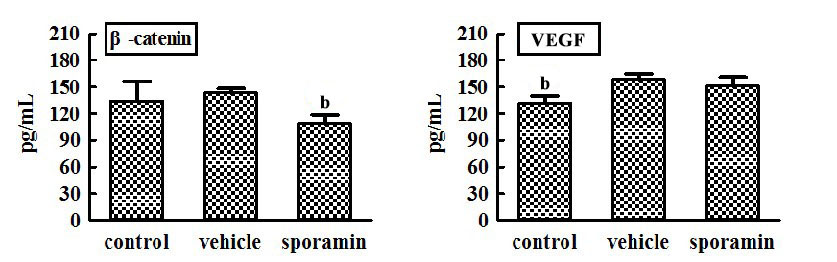 β -catenin
pg/mL
210
180
150
120
90
60
30
0
b
control vehicle sporamin
VEGF
pg/mL
210
180
150
120
90
60
30
0
b
control vehicle sporamin